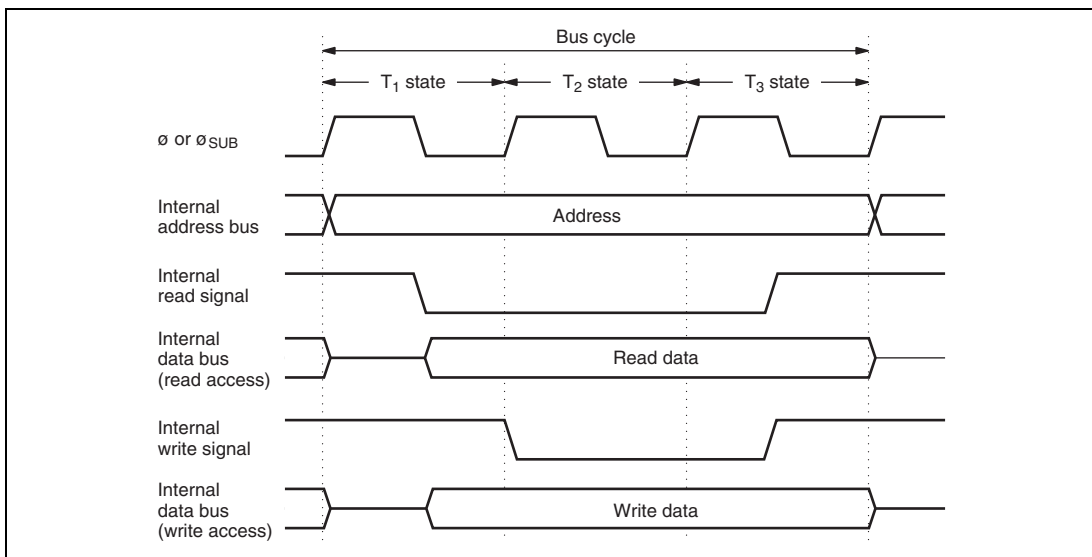 Bus cycle
T1 state
T2 state
T3 state
ø or øSUB
Internal
address bus
Address
Internal
read signal
Internal
data bus
(read access)
Read data
Internal
write signal
Internal
data bus
(write access)
Write data